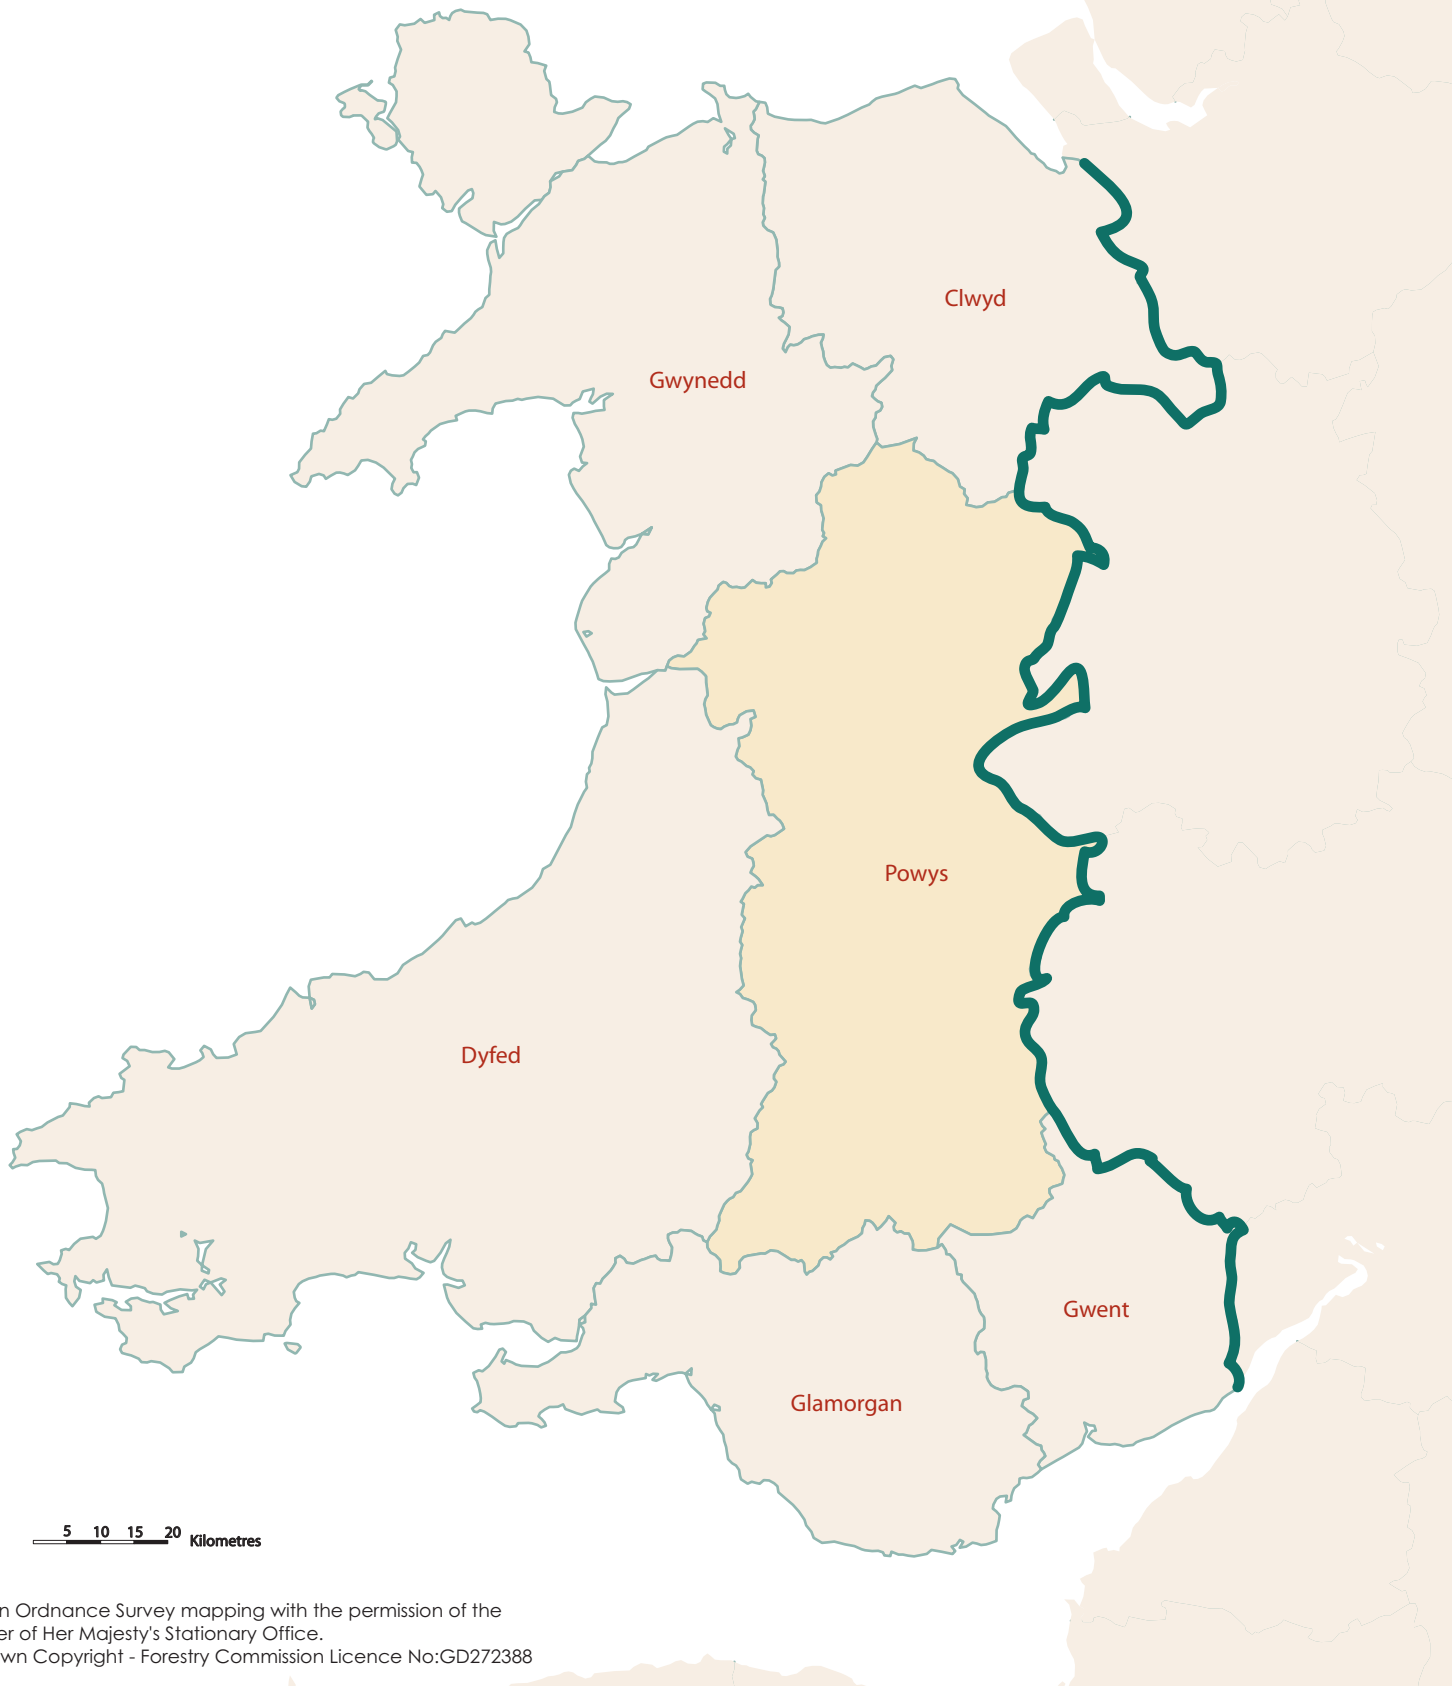 Clwyd
Gwynedd
Powys
Dyfed
Gwent
Glamorgan
5 10 15 20 Kilometres
n Ordnance Survey mapping with the permission of the
er of Her Majesty's Stationary Office.
wn Copyright - Forestry Commission Licence No:GD272388